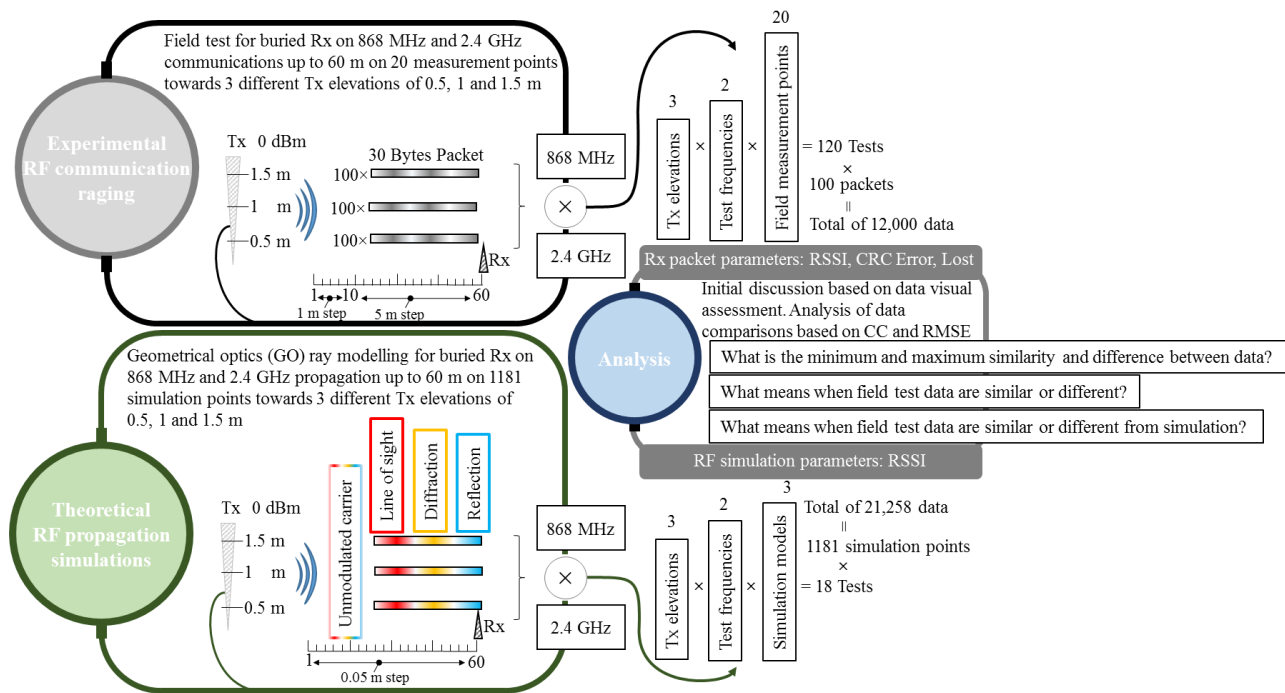 Field test for buried Rx on 868 MHz and 2.4 GHz
communications up to 60 m on 20 measurement points
towards 3 different Tx elevations of 0.5, 1 and 1.5 m
Experimental
RF communication
raging
Tx 0 dBm
1.5 m
1 m
0.5 m
30 Bytes Packet
100×
100×
100×
Rx
1 10 60
1 m step
5 m step
868 MHz
×
2.4 GHz
3
Tx elevations
×
2
Test frequencies
×
20
Field measurement points
= 120 Tests
×
100 packets
=
Total of 12,000 data
Rx packet parameters: RSSI, CRC Error, Lost
Initial discussion based on data visual
assessment. Analysis of data
comparisons based on CC and RMSE
Analysis
What is the minimum and maximum similarity and difference between data?
What means when field test data are similar or different?
What means when field test data are similar or different from simulation?
RF simulation parameters: RSSI
Geometrical optics (GO) ray modelling for buried Rx on
868 MHz and 2.4 GHz propagation up to 60 m on 1181
simulation points towards 3 different Tx elevations of
0.5, 1 and 1.5 m
Theoretical
RF propagation
simulations
Tx 0 dBm
1.5 m
1 m
0.5 m
Unmodulated carrier
Line of sight
Diffraction
Reflection
Rx
1 60
0.05 m step
868 MHz
×
2.4 GHz
3
Tx elevations
×
2
Test frequencies
×
3
Simulation models
Total of 21,258 data
=
1181 simulation points
×
= 18 Tests